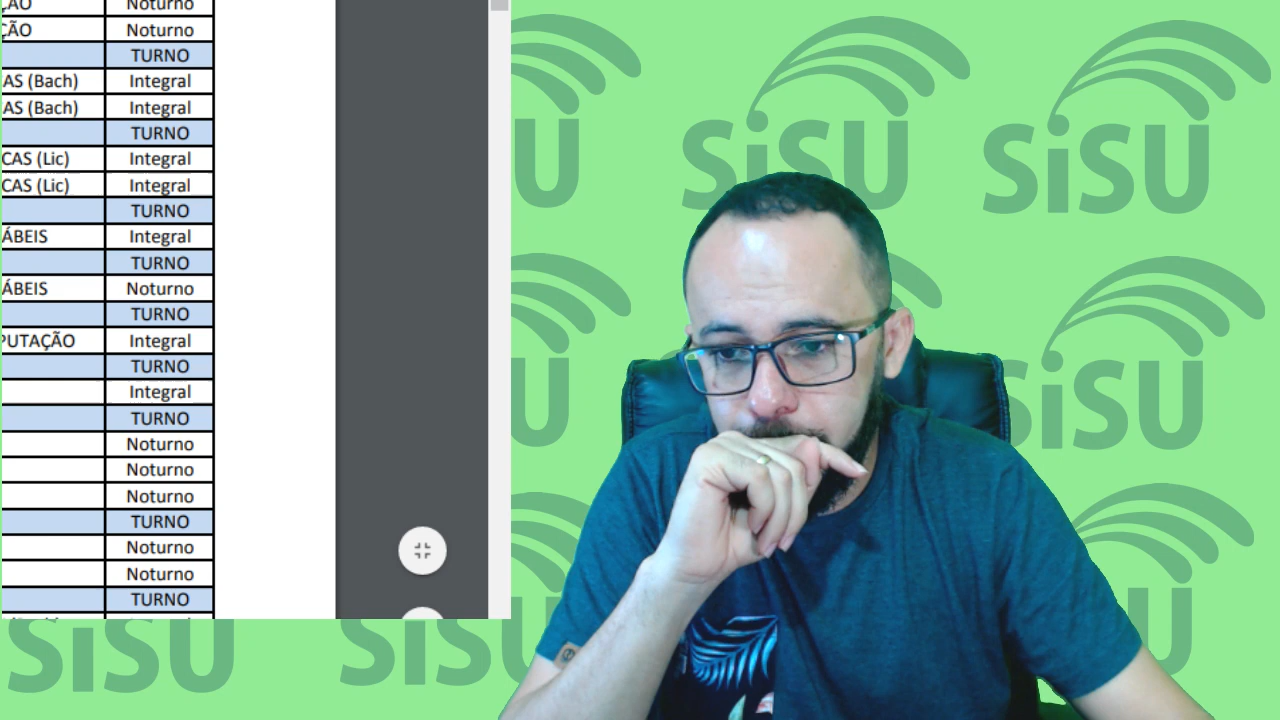 ÇÃO Noturno
ÇÃO Noturno
TURNO
AS (Bach) Integral
AS (Bach) Integral
TURNO
CAS (Lic) Integral
CAS (Lic) Integral
TURNO
ÁBEIS Integral
TURNO
ÁBEIS Noturno
TURNO
PUTAÇÃO Integral
TURNO
Integral
TURNO
Noturno
Noturno
Noturno
TURNO
Noturno
Noturno
TURNO
U SiSU SiSU
U SiSU
U SiSU
SiSU SiSU U